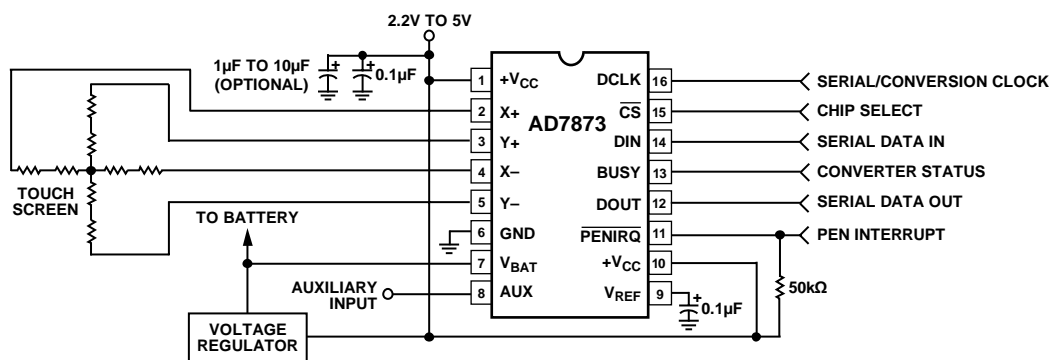 2.2V TO 5V
1µF TO 10µF
(OPTIONAL)
+
+
0.1µF
TOUCH
SCREEN
TO BATTERY
AUXILIARY
INPUT
VOLTAGE
REGULATOR
AD7873
1 +VCC
2 X+
3 Y+
4 X–
5 Y–
6 GND
7 VBAT
8 AUX
DCLK 16 SERIAL/CONVERSION CLOCK
CS 15 CHIP SELECT
DIN 14 SERIAL DATA IN
BUSY 13 CONVERTER STATUS
DOUT 12 SERIAL DATA OUT
PENIRQ 11 PEN INTERRUPT
+VCC 10
VREF 9
+
0.1µF
50kΩ